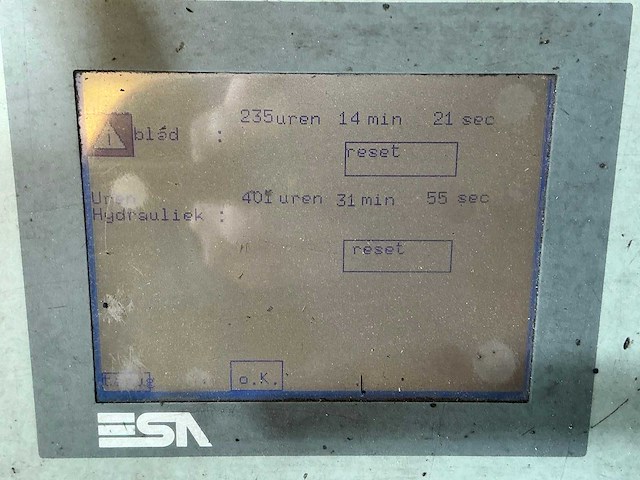 blad : 235 uren 14 min 21 sec
reset
Uren 401 uren 31 min 55 sec
Hydrauliek :
reset
o.K.
ESA